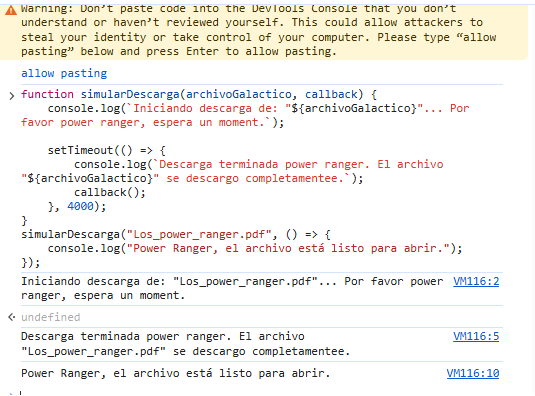 Warning: Don’t paste code into the DevTools Console that you don’t
understand or haven’t reviewed yourself. This could allow attackers to
steal your identity or take control of your computer. Please type “allow
pasting” below and press Enter to allow pasting.
allow pasting
function simularDescarga(archivoGalactico, callback) {
    console.log(`Iniciando descarga de: "${archivoGalactico}"... Por
favor power ranger, espera un moment.`);
    setTimeout(() => {
        console.log(`Descarga terminada power ranger. El archivo
"${archivoGalactico}" se descargo completamentee.`);
        callback();
    }, 4000);
}
simularDescarga("Los_power_ranger.pdf", () => {
    console.log("Power Ranger, el archivo está listo para abrir.");
});
Iniciando descarga de: "Los_power_ranger.pdf"... Por favor power VM116:2
ranger, espera un moment.
undefined
Descarga terminada power ranger. El archivo VM116:5
"Los_power_ranger.pdf" se descargo completamentee.
Power Ranger, el archivo está listo para abrir. VM116:10